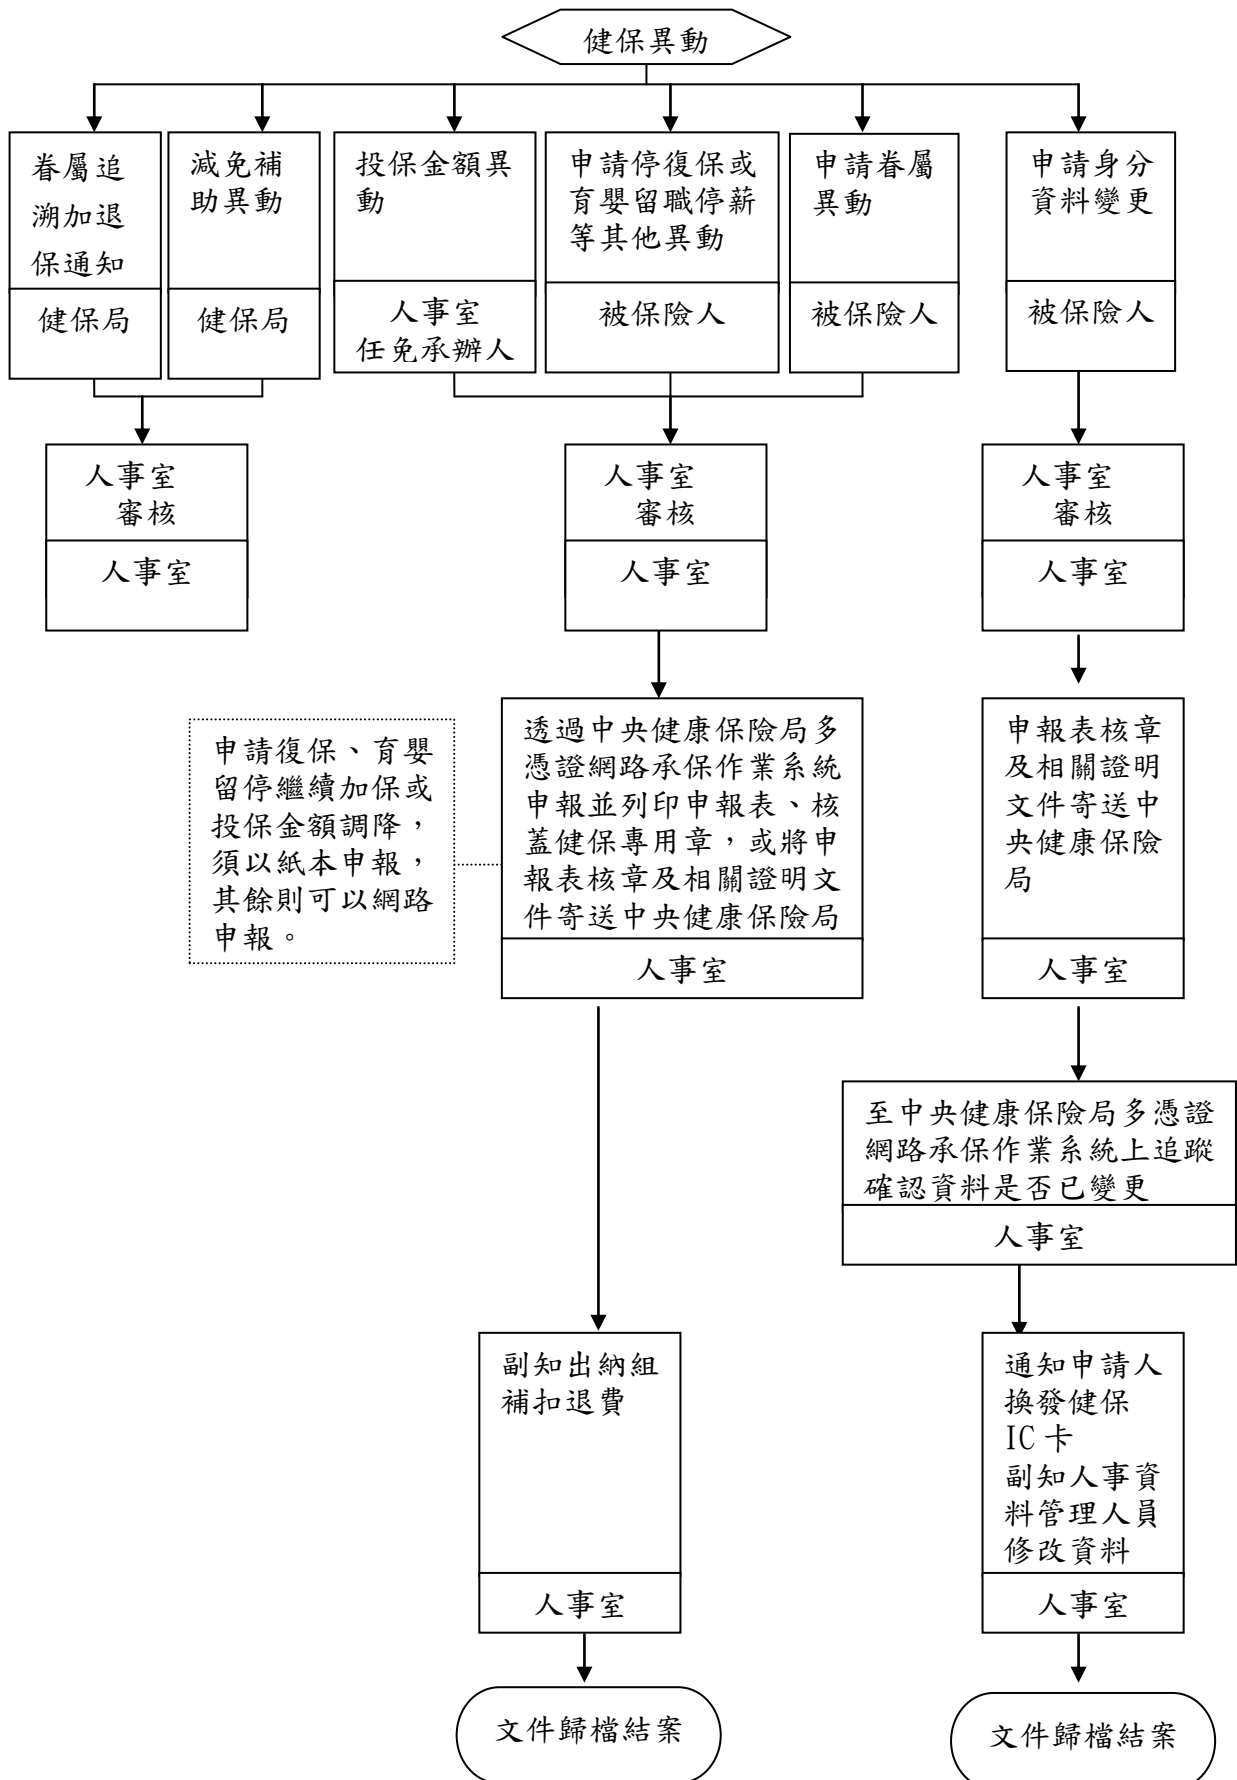 健保異動
眷屬追
溯加退
保通知
健保局
減免補
助異動
健保局
投保金額異
動
人事室
任免承辦人
申請停復保或
育嬰留職停薪
等其他異動
被保險人
申請眷屬
異動
被保險人
申請身分
資料變更
被保險人
人事室
審核
人事室
人事室
審核
人事室
人事室
審核
人事室
申請復保、育嬰
留停繼續加保或
投保金額調降，
須以紙本申報，
其餘則可以網路
申報。
透過中央健康保險局多
憑證網路承保作業系統
申報並列印申報表、核
蓋健保專用章，或將申
報表核章及相關證明文
件寄送中央健康保險局
人事室
申報表核章
及相關證明
文件寄送中
央健康保險
局
人事室
至中央健康保險局多憑證
網路承保作業系統上追蹤
確認資料是否已變更
人事室
副知出納組
補扣退費
人事室
通知申請人
換發健保
IC 卡
副知人事資
料管理人員
修改資料
人事室
文件歸檔結案
文件歸檔結案